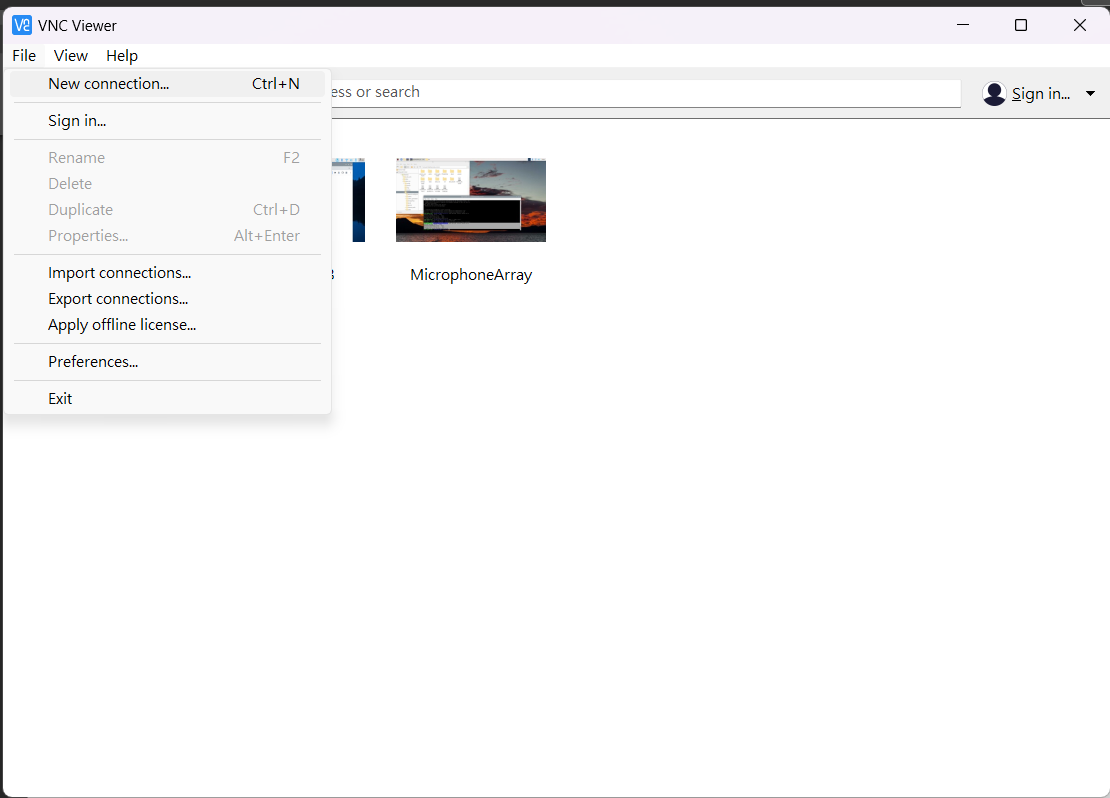 VNC Viewer
File View Help
New connection... Ctrl+N
ess or search
Sign in...
Sign in...
Rename F2
Delete
Duplicate Ctrl+D
Properties... Alt+Enter
Import connections...
MicrophoneArray
Export connections...
Apply offline license...
Preferences...
Exit